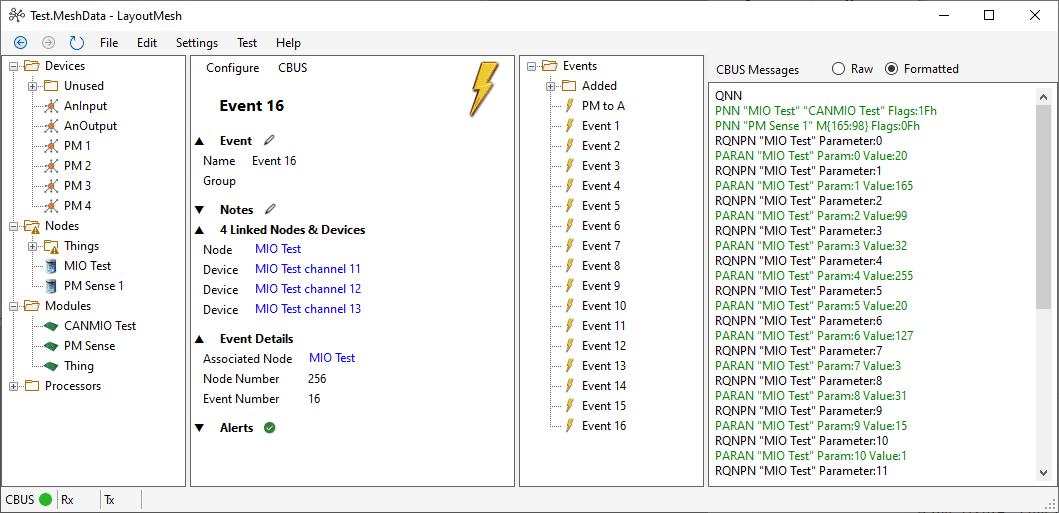 Test.MeshData - LayoutMesh
File Edit Settings Test Help
Devices
Unused
AnInput
AnOutput
PM 1
PM 2
PM 3
PM 4
Nodes
Things
MIO Test
PM Sense 1
Modules
CANMIO Test
PM Sense
Thing
Processors
Configure CBUS
Event 16
Event
Name Event 16
Group
Notes
4 Linked Nodes & Devices
Node MIO Test
Device MIO Test channel 11
Device MIO Test channel 12
Device MIO Test channel 13
Event Details
Associated Node MIO Test
Node Number 256
Event Number 16
Alerts
Events
Added
PM to A
Event 1
Event 2
Event 3
Event 4
Event 5
Event 6
Event 7
Event 8
Event 9
Event 10
Event 11
Event 12
Event 13
Event 14
Event 15
Event 16
CBUS Messages Raw Formatted
QNN
PNN "MIO Test" "CANMIO Test" Flags:1Fh
PNN "PM Sense 1" M{165:98} Flags:0Fh
RQNPN "MIO Test" Parameter:0
PARAN "MIO Test" Param:0 Value:20
RQNPN "MIO Test" Parameter:1
PARAN "MIO Test" Param:1 Value:165
RQNPN "MIO Test" Parameter:2
PARAN "MIO Test" Param:2 Value:99
RQNPN "MIO Test" Parameter:3
PARAN "MIO Test" Param:3 Value:32
RQNPN "MIO Test" Parameter:4
PARAN "MIO Test" Param:4 Value:255
RQNPN "MIO Test" Parameter:5
PARAN "MIO Test" Param:5 Value:20
RQNPN "MIO Test" Parameter:6
PARAN "MIO Test" Param:6 Value:127
RQNPN "MIO Test" Parameter:7
PARAN "MIO Test" Param:7 Value:3
RQNPN "MIO Test" Parameter:8
PARAN "MIO Test" Param:8 Value:31
RQNPN "MIO Test" Parameter:9
PARAN "MIO Test" Param:9 Value:15
RQNPN "MIO Test" Parameter:10
PARAN "MIO Test" Param:10 Value:1
RQNPN "MIO Test" Parameter:11
CBUS Rx Tx